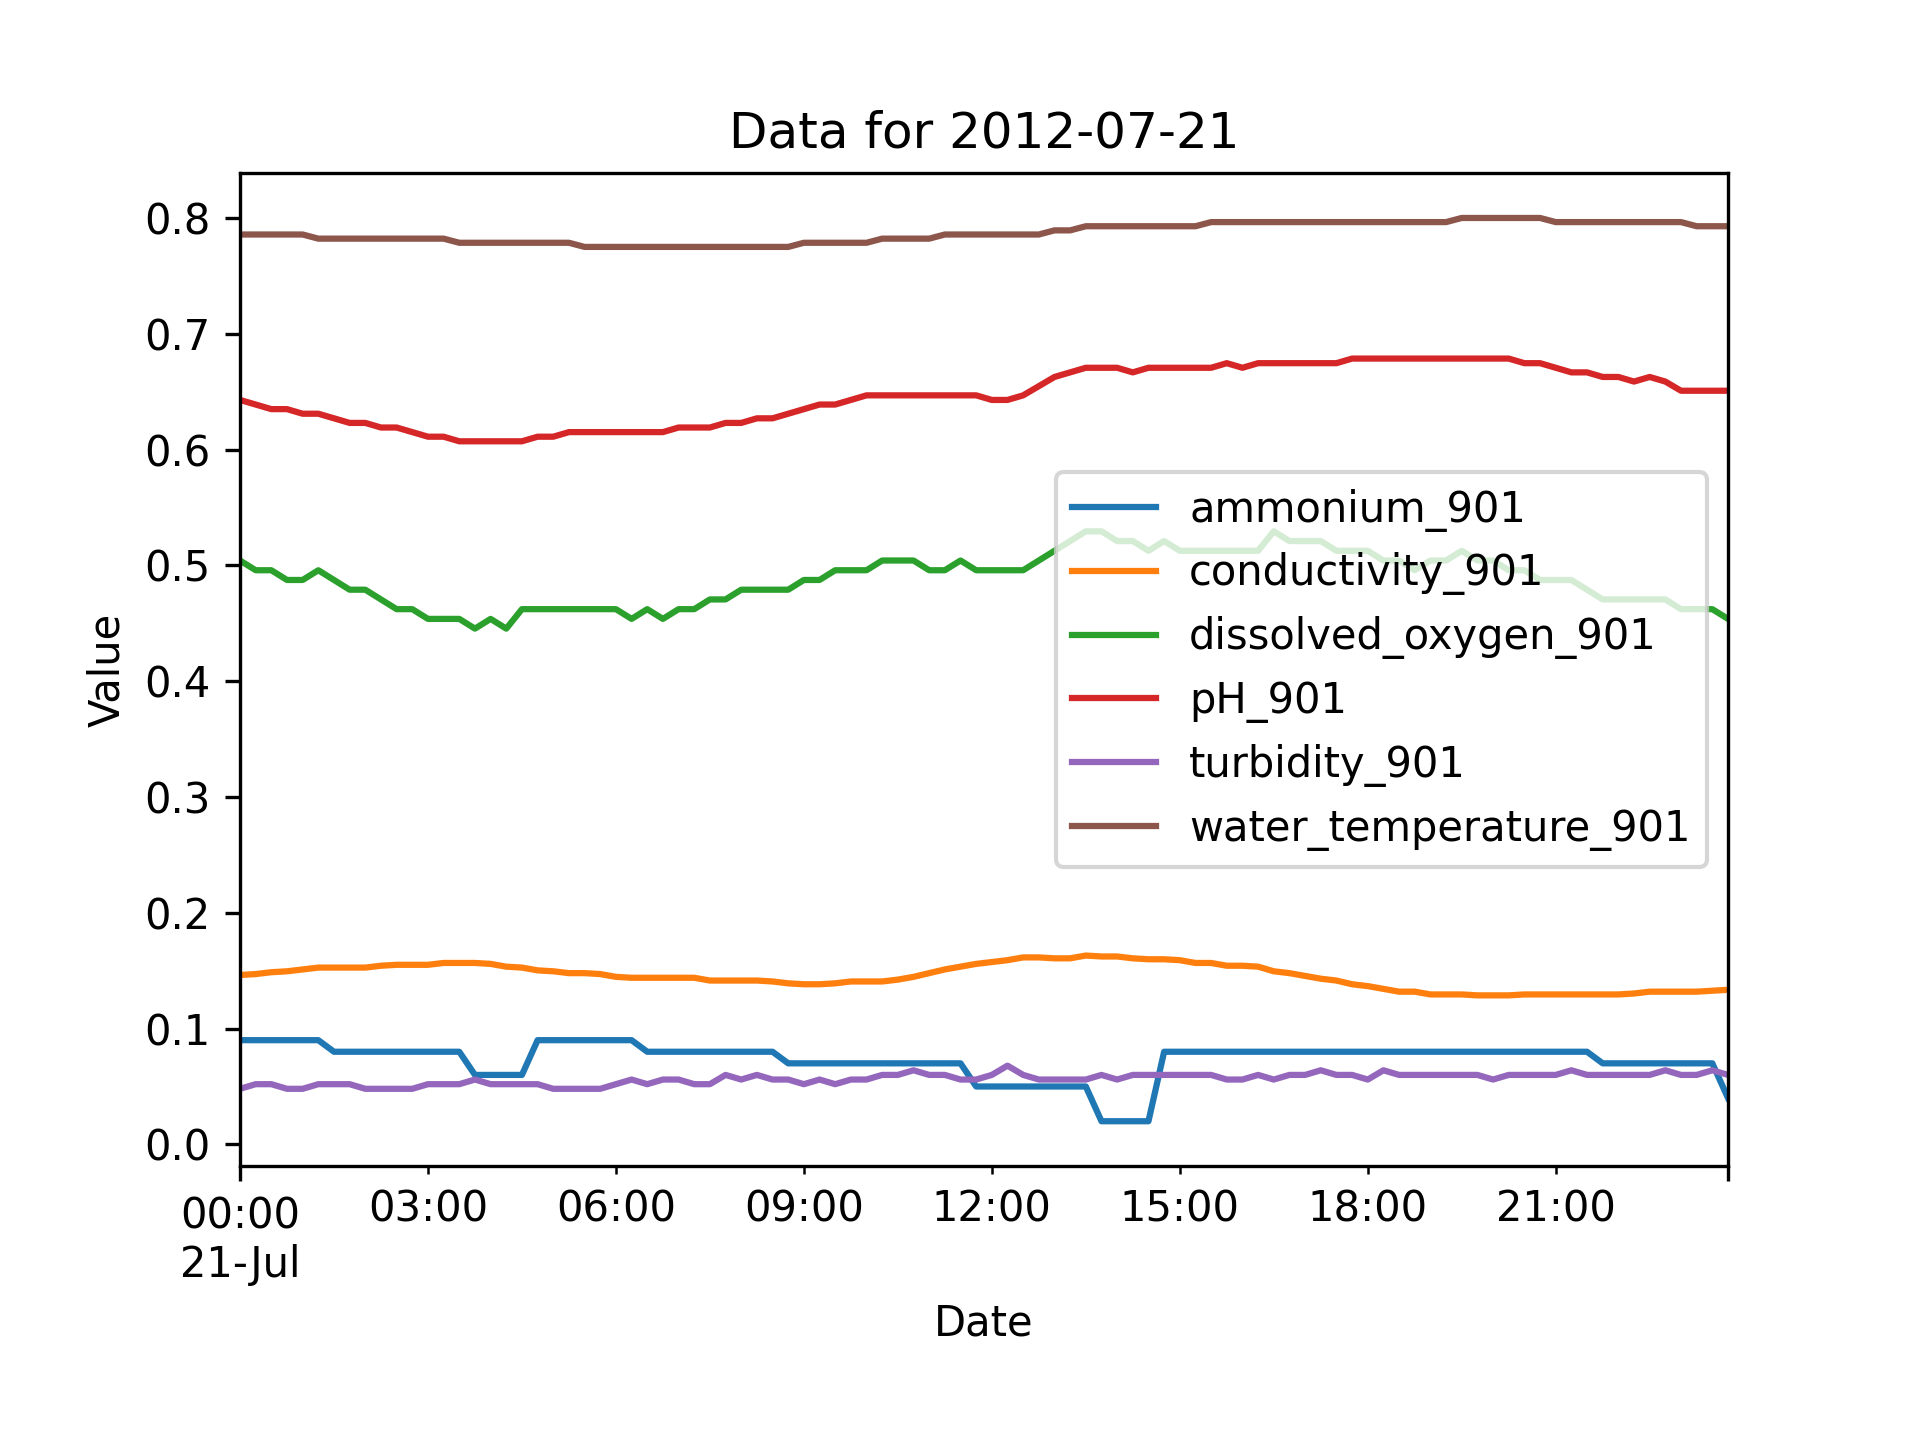 Data for 2012-07-21
Value
0.8
0.7
0.6
0.5
0.4
0.3
0.2
0.1
0.0
ammonium_901
conductivity_901
dissolved_oxygen_901
pH_901
turbidity_901
water_temperature_901
00:00 03:00 06:00 09:00 12:00 15:00 18:00 21:00
21-Jul
Date